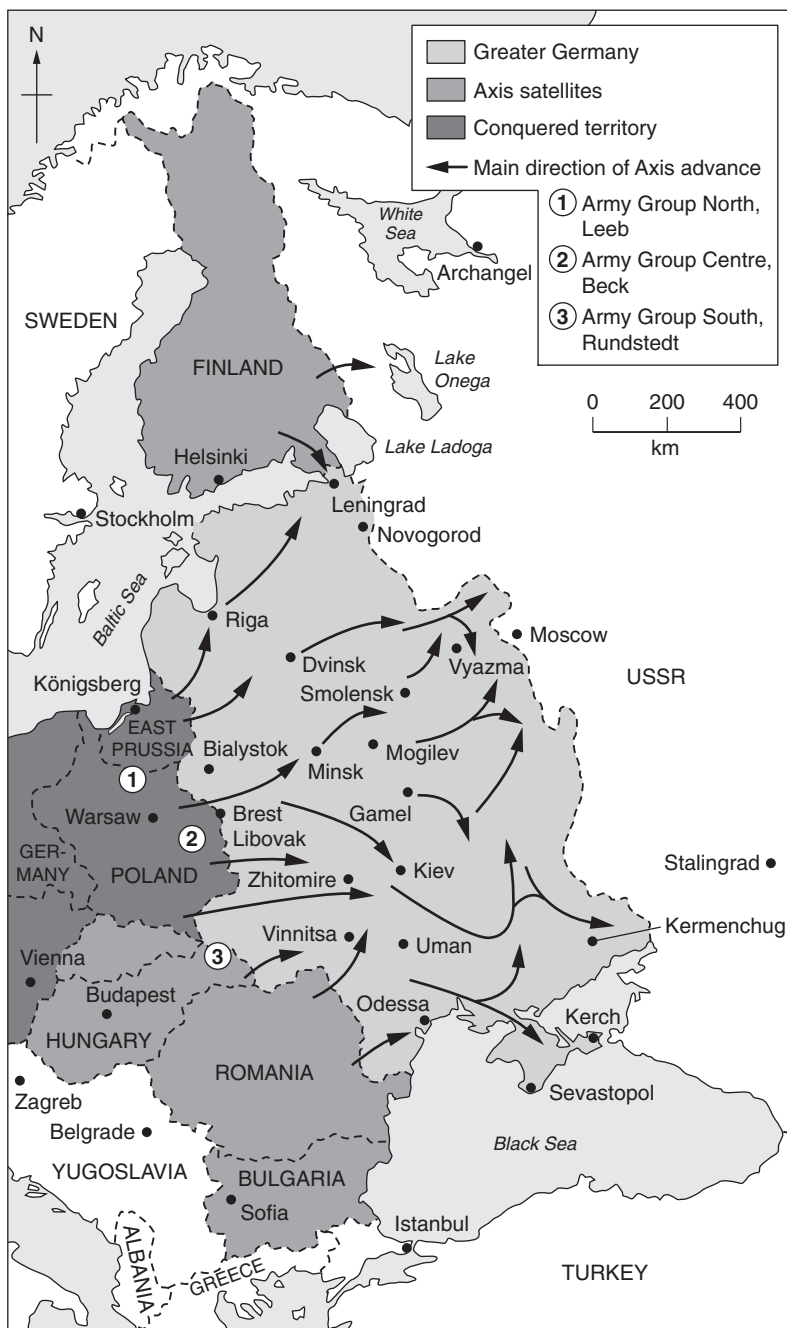 N
Greater Germany
Axis satellites
Conquered territory
Main direction of Axis advance
1 Army Group North,
Leeb
2 Army Group Centre,
Beck
3 Army Group South,
Rundstedt
0 200 400
km
White
Sea
Archangel
SWEDEN
FINLAND
Lake
Onega
Lake Ladoga
Helsinki
Leningrad
Stockholm
Novogorod
Baltic Sea
Riga
Moscow
Dvinsk
Vyazma
USSR
Königsberg
Smolensk
EAST
PRUSSIA
Bialystok
Minsk
Mogilev
1
Warsaw
Brest
Libovak
Gamel
2
GER-
MANY
POLAND
Zhitomire
Kiev
Stalingrad
Vinnitsa
Uman
Kermenchug
3
Vienna
Budapest
HUNGARY
Odessa
Kerch
ROMANIA
Sevastopol
Zagreb
Belgrade
Black Sea
YUGOSLAVIA
BULGARIA
Sofia
Istanbul
ALBANIA
GREECE
TURKEY